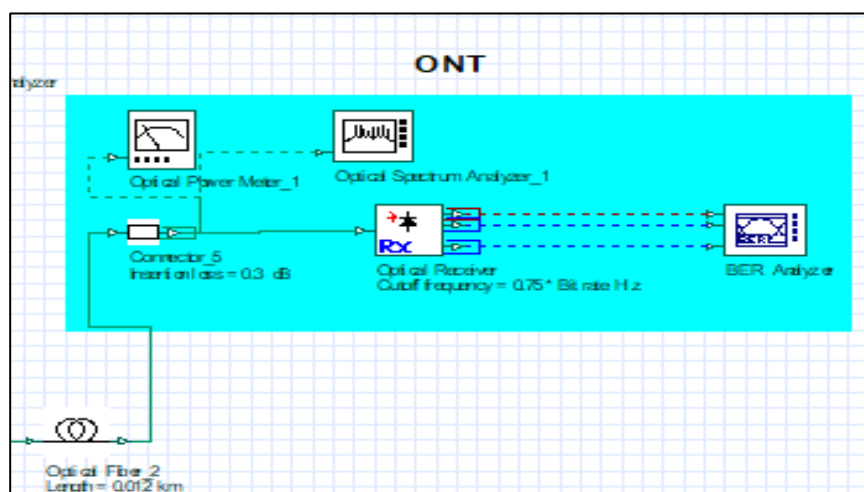 ONT
nalyzer
Optical Power Meter_1
Optical Spectrum Analyzer_1
Connector_5
Insertion loss = 0.3 dB
Rx
Optical Receiver
Cutoff frequency = 0.75 * Bit rate Hz
BER Analyzer
Optical Fiber_2
Length = 0.012 km